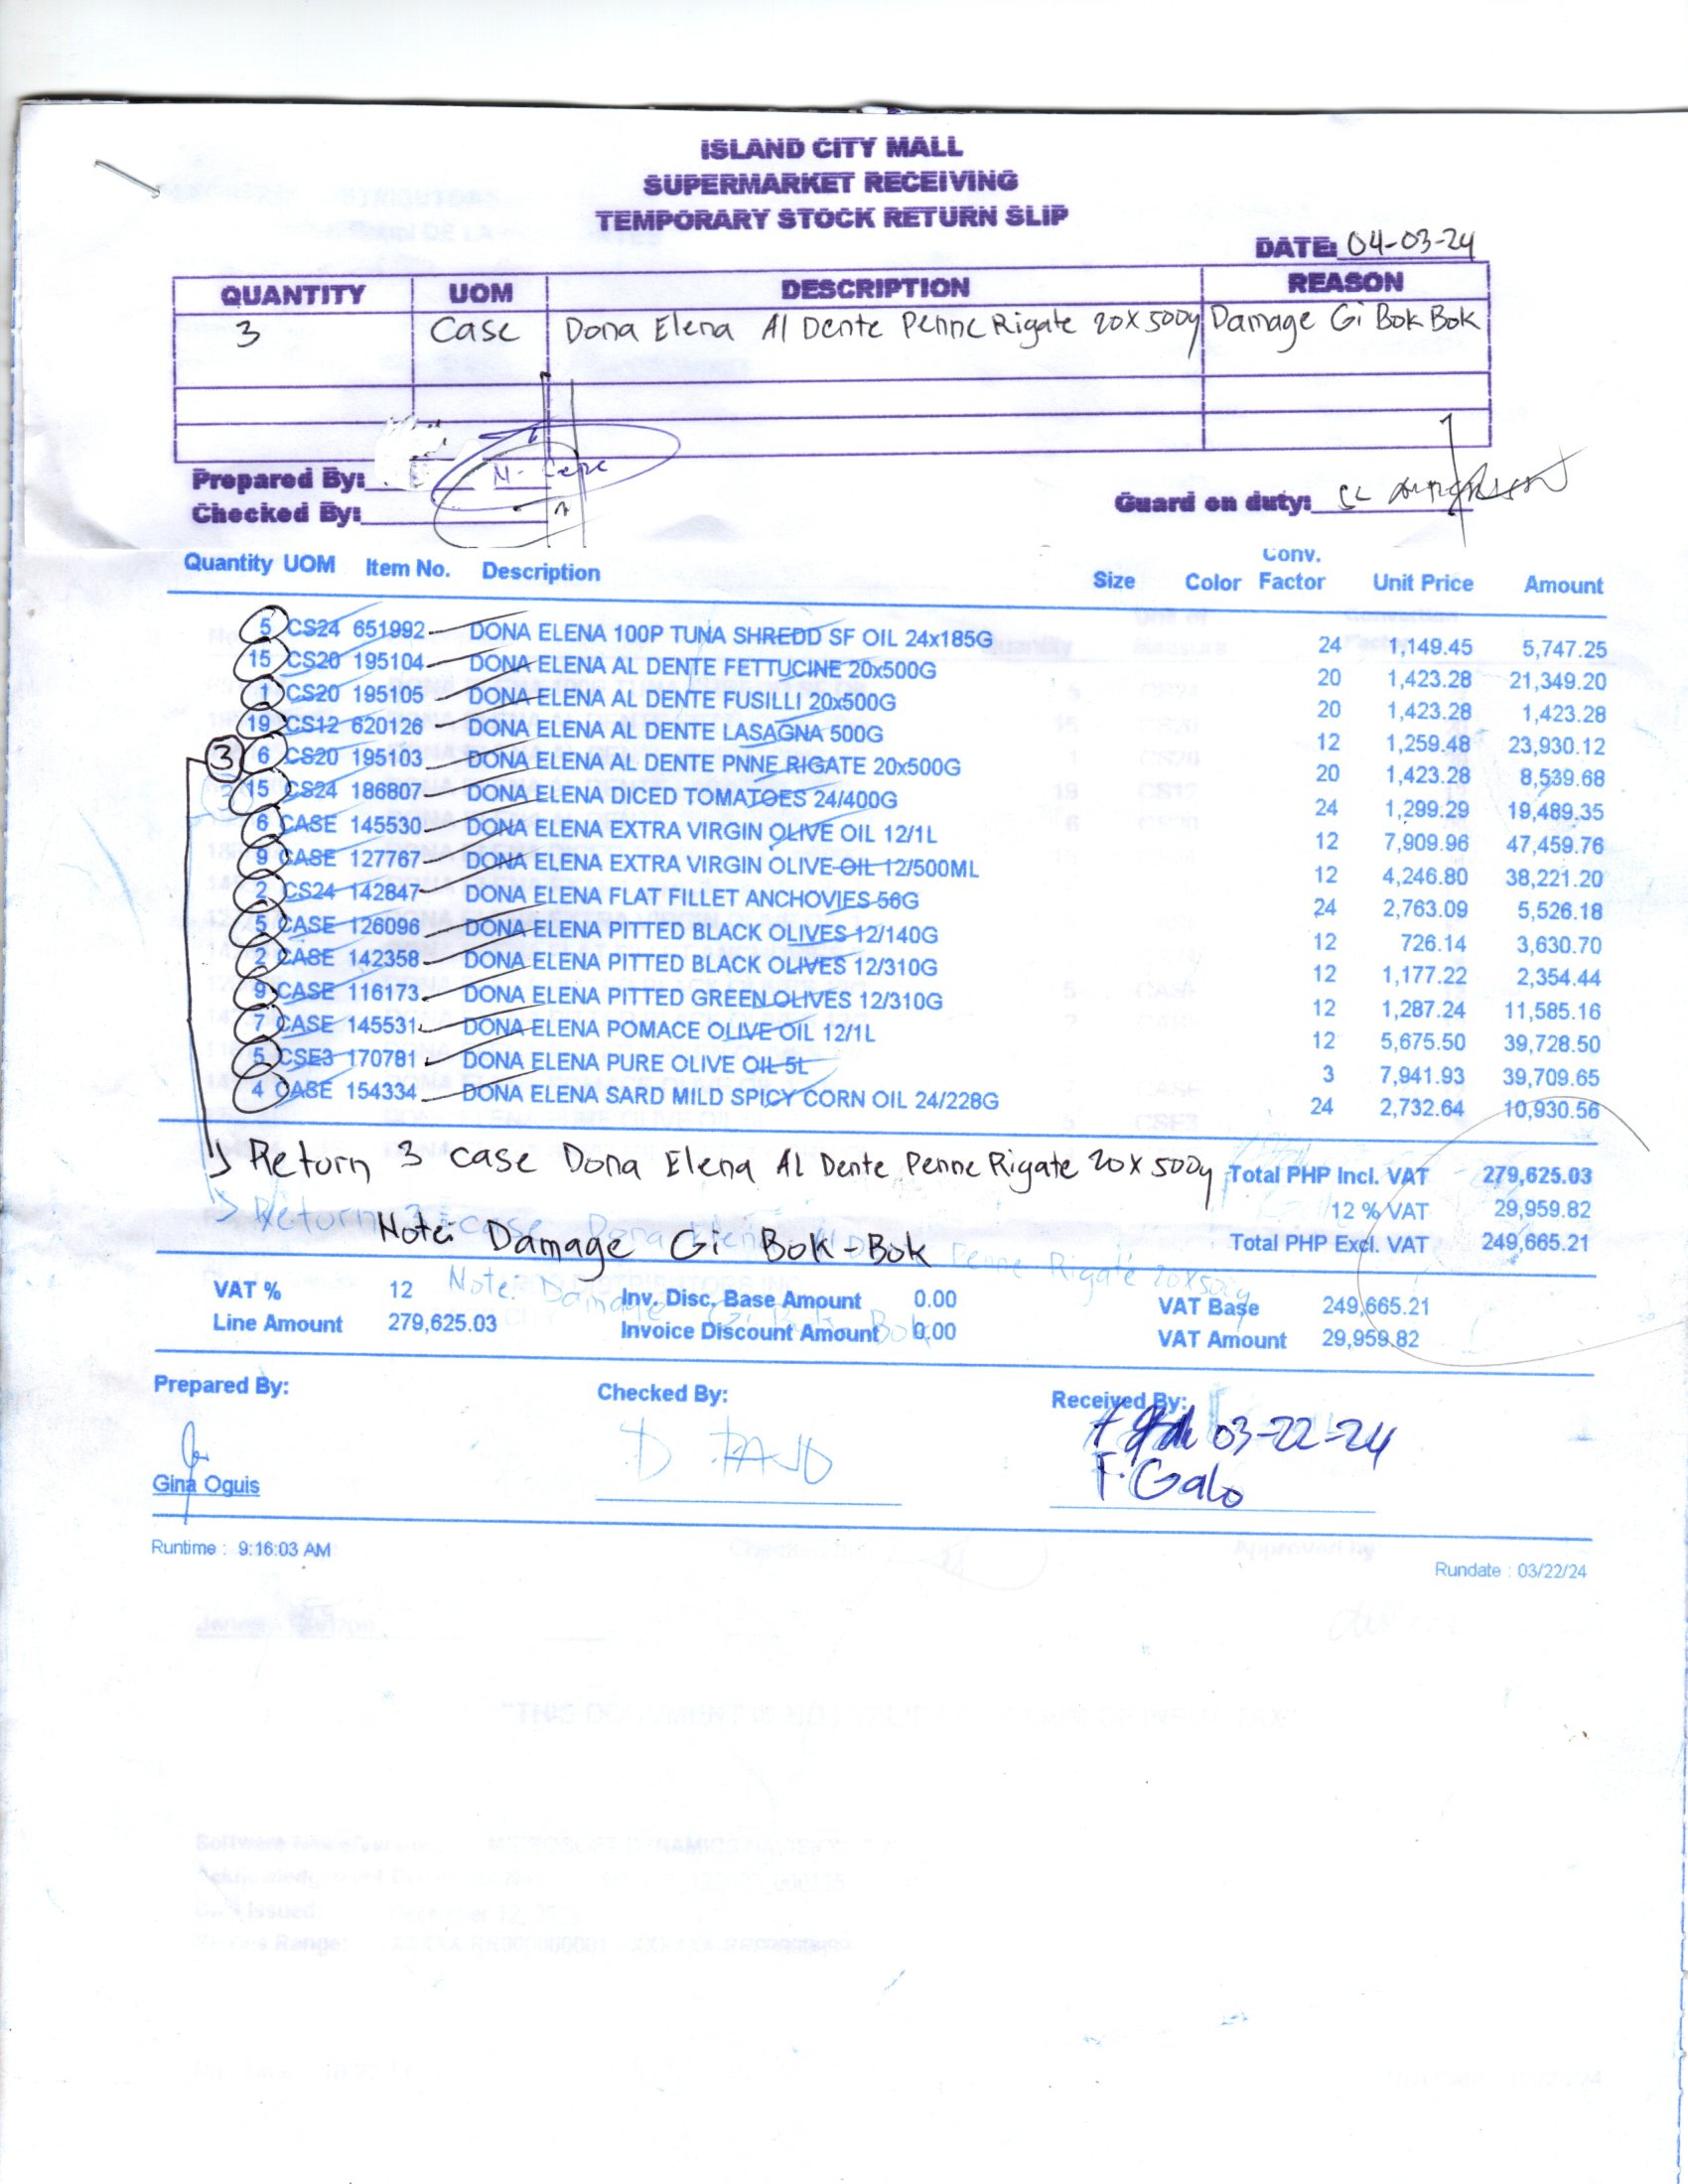 ISLAND CITY MALL
SUPERMARKET RECEIVING
TEMPORARY STOCK RETURN SLIP
DATE: 04-03-24
QUANTITY UOM DESCRIPTION REASON
3 Case Dona Elena Al Dente Penne Rigate 20X500g Damage Gi Bok Bok
Prepared By:
Checked By:
Guard on duty:
Quantity UOM Item No. Description Size Color Conv. Factor Unit Price Amount
5 CS24 651992 DONA ELENA 100P TUNA SHREDD SF OIL 24x185G 24 1,149.45 5,747.25
15 CS20 195104 DONA ELENA AL DENTE FETTUCINE 20x500G 20 1,423.28 21,349.20
1 CS20 195105 DONA ELENA AL DENTE FUSILLI 20x500G 20 1,423.28 1,423.28
19 CS12 620126 DONA ELENA AL DENTE LASAGNA 500G 12 1,259.48 23,930.12
3 6 CS20 195103 DONA ELENA AL DENTE PNNE RIGATE 20x500G 20 1,423.28 8,539.68
15 CS24 186807 DONA ELENA DICED TOMATOES 24/400G 24 1,299.29 19,489.35
6 CASE 145530 DONA ELENA EXTRA VIRGIN OLIVE OIL 12/1L 12 7,909.96 47,459.76
9 CASE 127767 DONA ELENA EXTRA VIRGIN OLIVE OIL 12/500ML 12 4,246.80 38,221.20
2 CS24 142847 DONA ELENA FLAT FILLET ANCHOVIES 56G 24 2,763.09 5,526.18
5 CASE 126096 DONA ELENA PITTED BLACK OLIVES 12/140G 12 726.14 3,630.70
2 CASE 142358 DONA ELENA PITTED BLACK OLIVES 12/310G 12 1,177.22 2,354.44
9 CASE 116173 DONA ELENA PITTED GREEN OLIVES 12/310G 12 1,287.24 11,585.16
7 CASE 145531 DONA ELENA POMACE OLIVE OIL 12/1L 12 5,675.50 39,728.50
5 CSE3 170781 DONA ELENA PURE OLIVE OIL 5L 3 7,941.93 39,709.65
4 CASE 154334 DONA ELENA SARD MILD SPICY CORN OIL 24/228G 24 2,732.64 10,930.56
Return 3 case Dona Elena Al Dente Penne Rigate 20X500g Total PHP Incl. VAT 279,625.03
12 % VAT 29,959.82
Note: Damage Gi Bok-Bok Total PHP Excl. VAT 249,665.21
VAT % 12 Inv. Disc. Base Amount 0.00 VAT Base 249,665.21
Line Amount 279,625.03 Invoice Discount Amount 0.00 VAT Amount 29,959.82
Prepared By: Checked By: Received By:
03-22-24
Gina Oguis F. Galo
Runtime : 9:16:03 AM
Rundate : 03/22/24